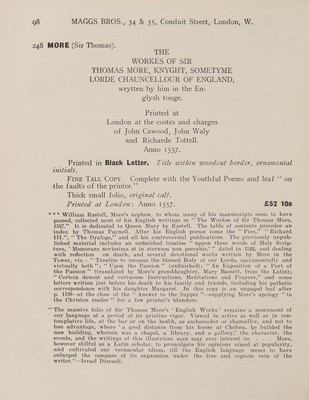 98 MAGGS BROS., 34 & 35, Conduit Street, London, W.
248 MORE (Sir Thomas).
THE
WORKES OF SIR
THOMAS MORE, KNYGHT, SOMETYME
LORDE CHAUNCELLOUR OF ENGLAND,
wrytten by him in the En-
glysh tonge.
Printed at
London at the costes and charges
of John Cawood, John Waly
and Richarde Tottell.
Anno 1557.
Printed in Black Letter. Title within woodcut border, ornamental
initials.
FINE TALL COPY. Complete with the Youthful Poems and leaf "on
the faults of the printer."
Thick small folio, original calf.
Printed at London: Anno 1557. £52 10s
*** William Rastell, More's nephew, to whom many of his manuscripts seem to have
passed, collected most of his English writings in "The Workes of Sir Thomas More,
1557." It is dedicated to Queen Mary by Rastell. The table of contents precedes an
index by Thomas Paynell. After his English poems come the "Pico," "Richard
III.", "The Dyaloge," and all his controversial publications. The previously unpub-
lished material includes an unfinished treatise "uppon those words of Holy Scrip-
ture, 'Memorare novissima et in eternum non peccabis,'" dated in 1522, and dealing
with reflection on death, and several devotional works written by More in the
Tower, viz.: "Treatise to receaue the blessed Body of our Lorde, sacramentally and
virtually both"; "Upon the Passion" (unfinished); "An Exposition of a Part of
the Passion" (translated by More's granddaughter, Mary Bassett, from the Latin);
"Certein deuout and vertuouse Instructions, Meditations and Prayers," and some
letters written just before his death to his family and friends, including his pathetic
correspondence with his daughter Margaret. In this copy is an unpaged leaf after
p. 1138—at the close of the "Answer to the Supper"—supplying More's apology "to
the Christen reader" for a few printer's blunders.
"The massive folio of Sir Thomas More's 'English Works' remains a monument of
our language at a period of its pristine vigor. Viewed in active as well as in con-
templative life, at the bar or on the bench, as ambassador or chancellor, and not to
less advantage, where 'a good distance from his house at Chelsea, he builded the
new building, wherein was a chapel, a library, and a gallery,' the character, the
events, and the writings of this illustrious man may ever interest us. . . . More,
however skilful as a Latin scholar, to promulgate his opinions aimed at popularity,
and cultivated our vernacular idiom, till the English language seems to have
enlarged the compass of its expression under the free and copious vein of the
writer."—Israel Disraeli.